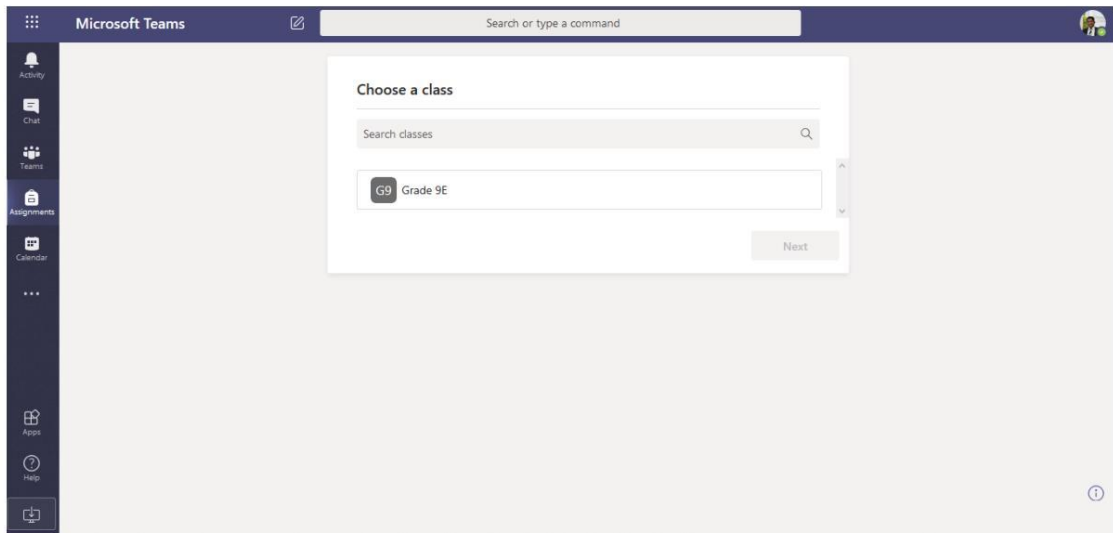 Microsoft Teams
Search or type a command
Activity
Chat
Teams
Assignments
Calendar
Apps
Help
Choose a class
Search classes
G9 Grade 9E
Next